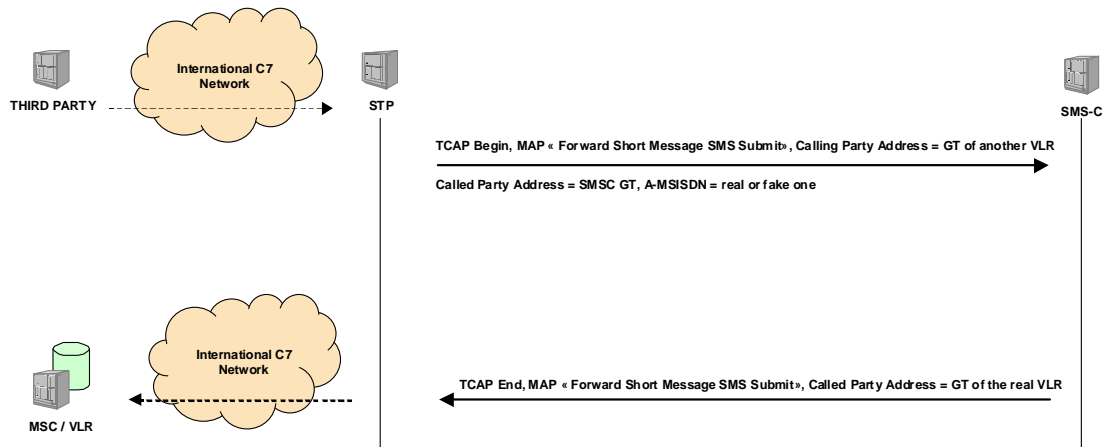 International C7
Network
THIRD PARTY
STP
SMS-C
TCAP Begin, MAP « Forward Short Message SMS Submit», Calling Party Address = GT of another VLR
Called Party Address = SMSC GT, A-MSISDN = real or fake one
International C7
Network
TCAP End, MAP « Forward Short Message SMS Submit», Called Party Address = GT of the real VLR
MSC / VLR